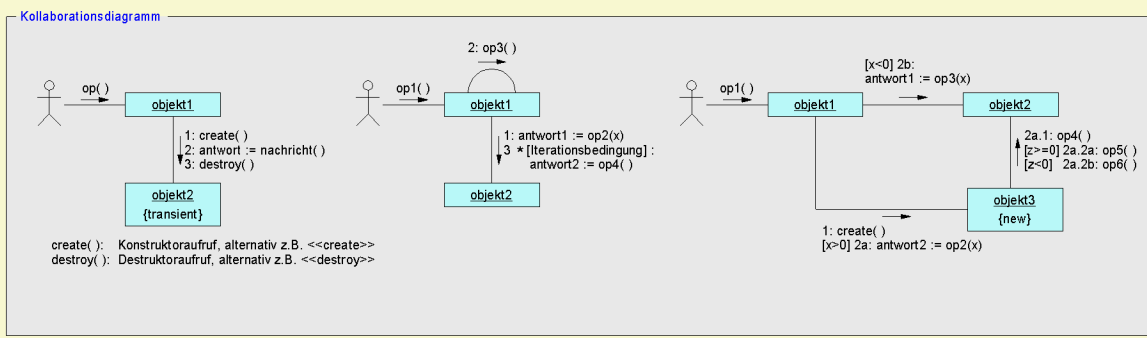 Kollaborationsdiagramm
op( )
objekt1
1: create( )
2: antwort := nachricht( )
3: destroy( )
objekt2
{transient}
create( ): Konstruktoraufruf, alternativ z.B. <<create>>
destroy( ): Destruktoraufruf, alternativ z.B. <<destroy>>
2: op3( )
op1( )
objekt1
1: antwort1 := op2(x)
3 * [Iterationsbedingung] :
antwort2 := op4( )
objekt2
op1( )
objekt1
[x<0] 2b:
antwort1 := op3(x)
objekt2
2a.1: op4( )
[z>=0] 2a.2a: op5( )
[z<0] 2a.2b: op6( )
objekt3
{new}
1: create( )
[x>0] 2a: antwort2 := op2(x)